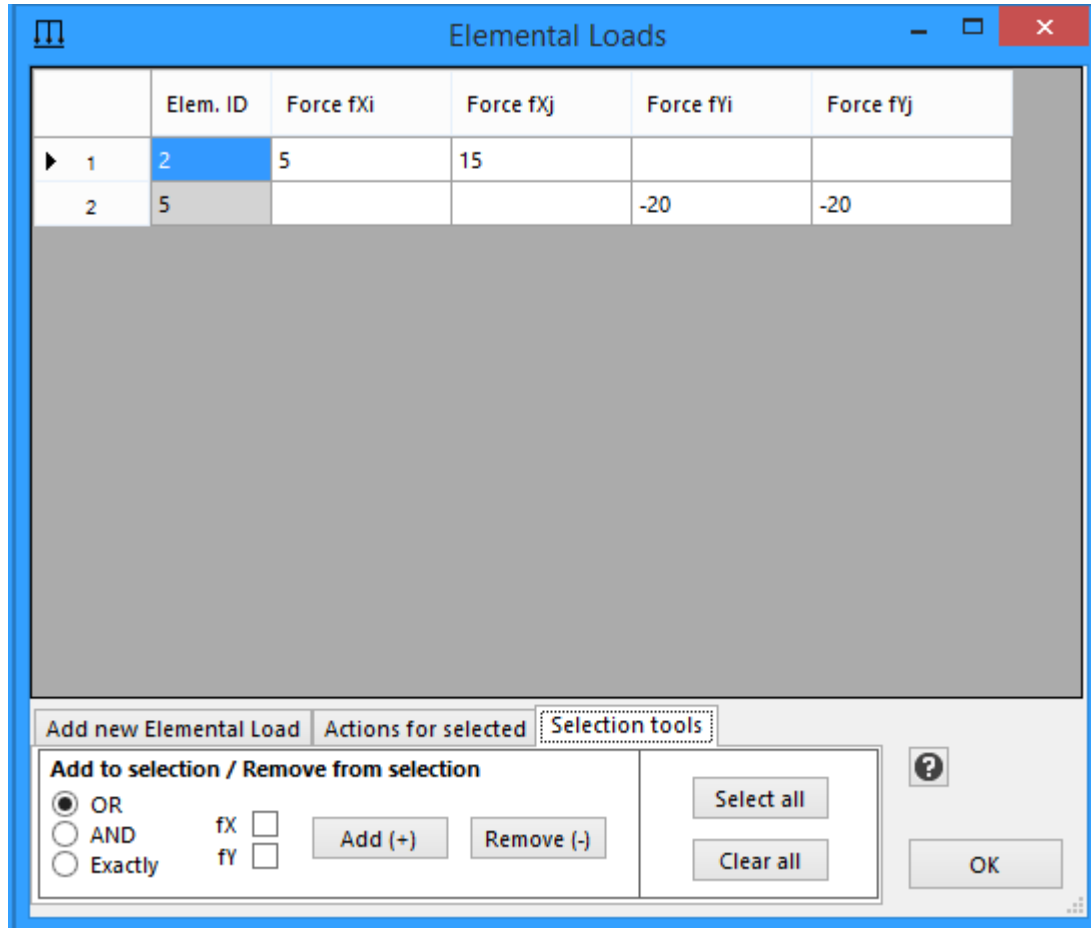 Elemental Loads
Elem. ID Force fXi Force fXj Force fYi Force fYj
1 2 5 15
2 5 -20 -20
Add new Elemental Load Actions for selected Selection tools
Add to selection / Remove from selection
OR
AND
Exactly
fX
fY
Add (+) Remove (-)
Select all
Clear all
?
OK